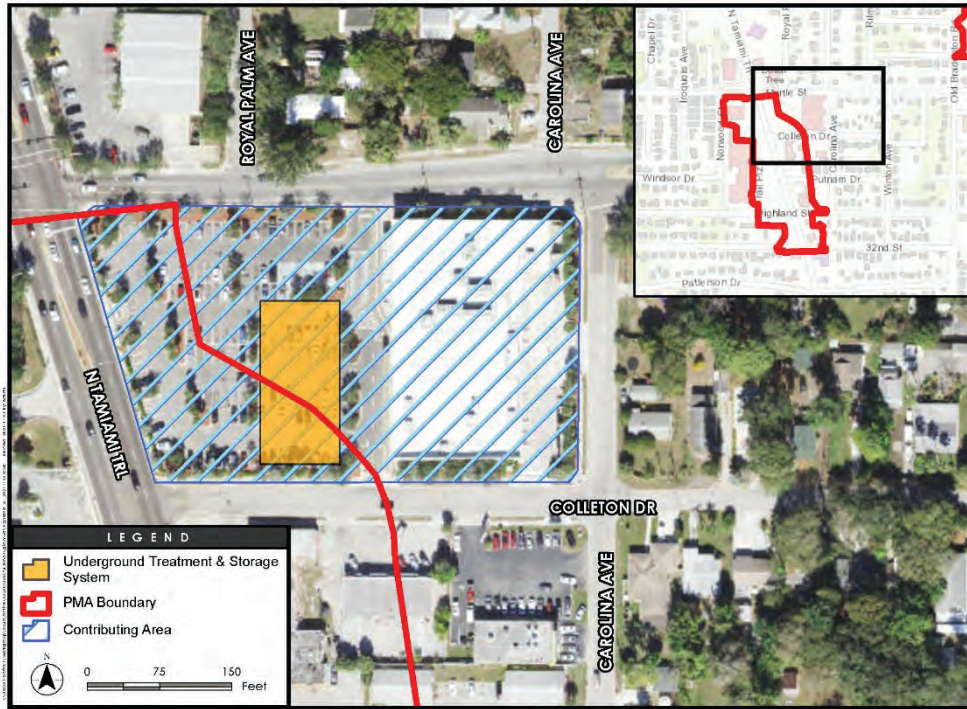 ROYAL PALM AVE
CAROLINA AVE
N TAMIAMI TRL
COLLETON DR
CAROLINA AVE
LEGEND
Underground Treatment & Storage
System
PMA Boundary
Contributing Area
N
0 75 150
Feet
Chapel Dr
Iroquois Ave
N Tamiami Tr
Royal P
Tree
Myrtle St
Norwood
Colleton Dr
Carolina Ave
Old Bradenton R
Windsor Dr
Putnam Dr
Winton Ave
Highland St
32nd St
Patterson Dr